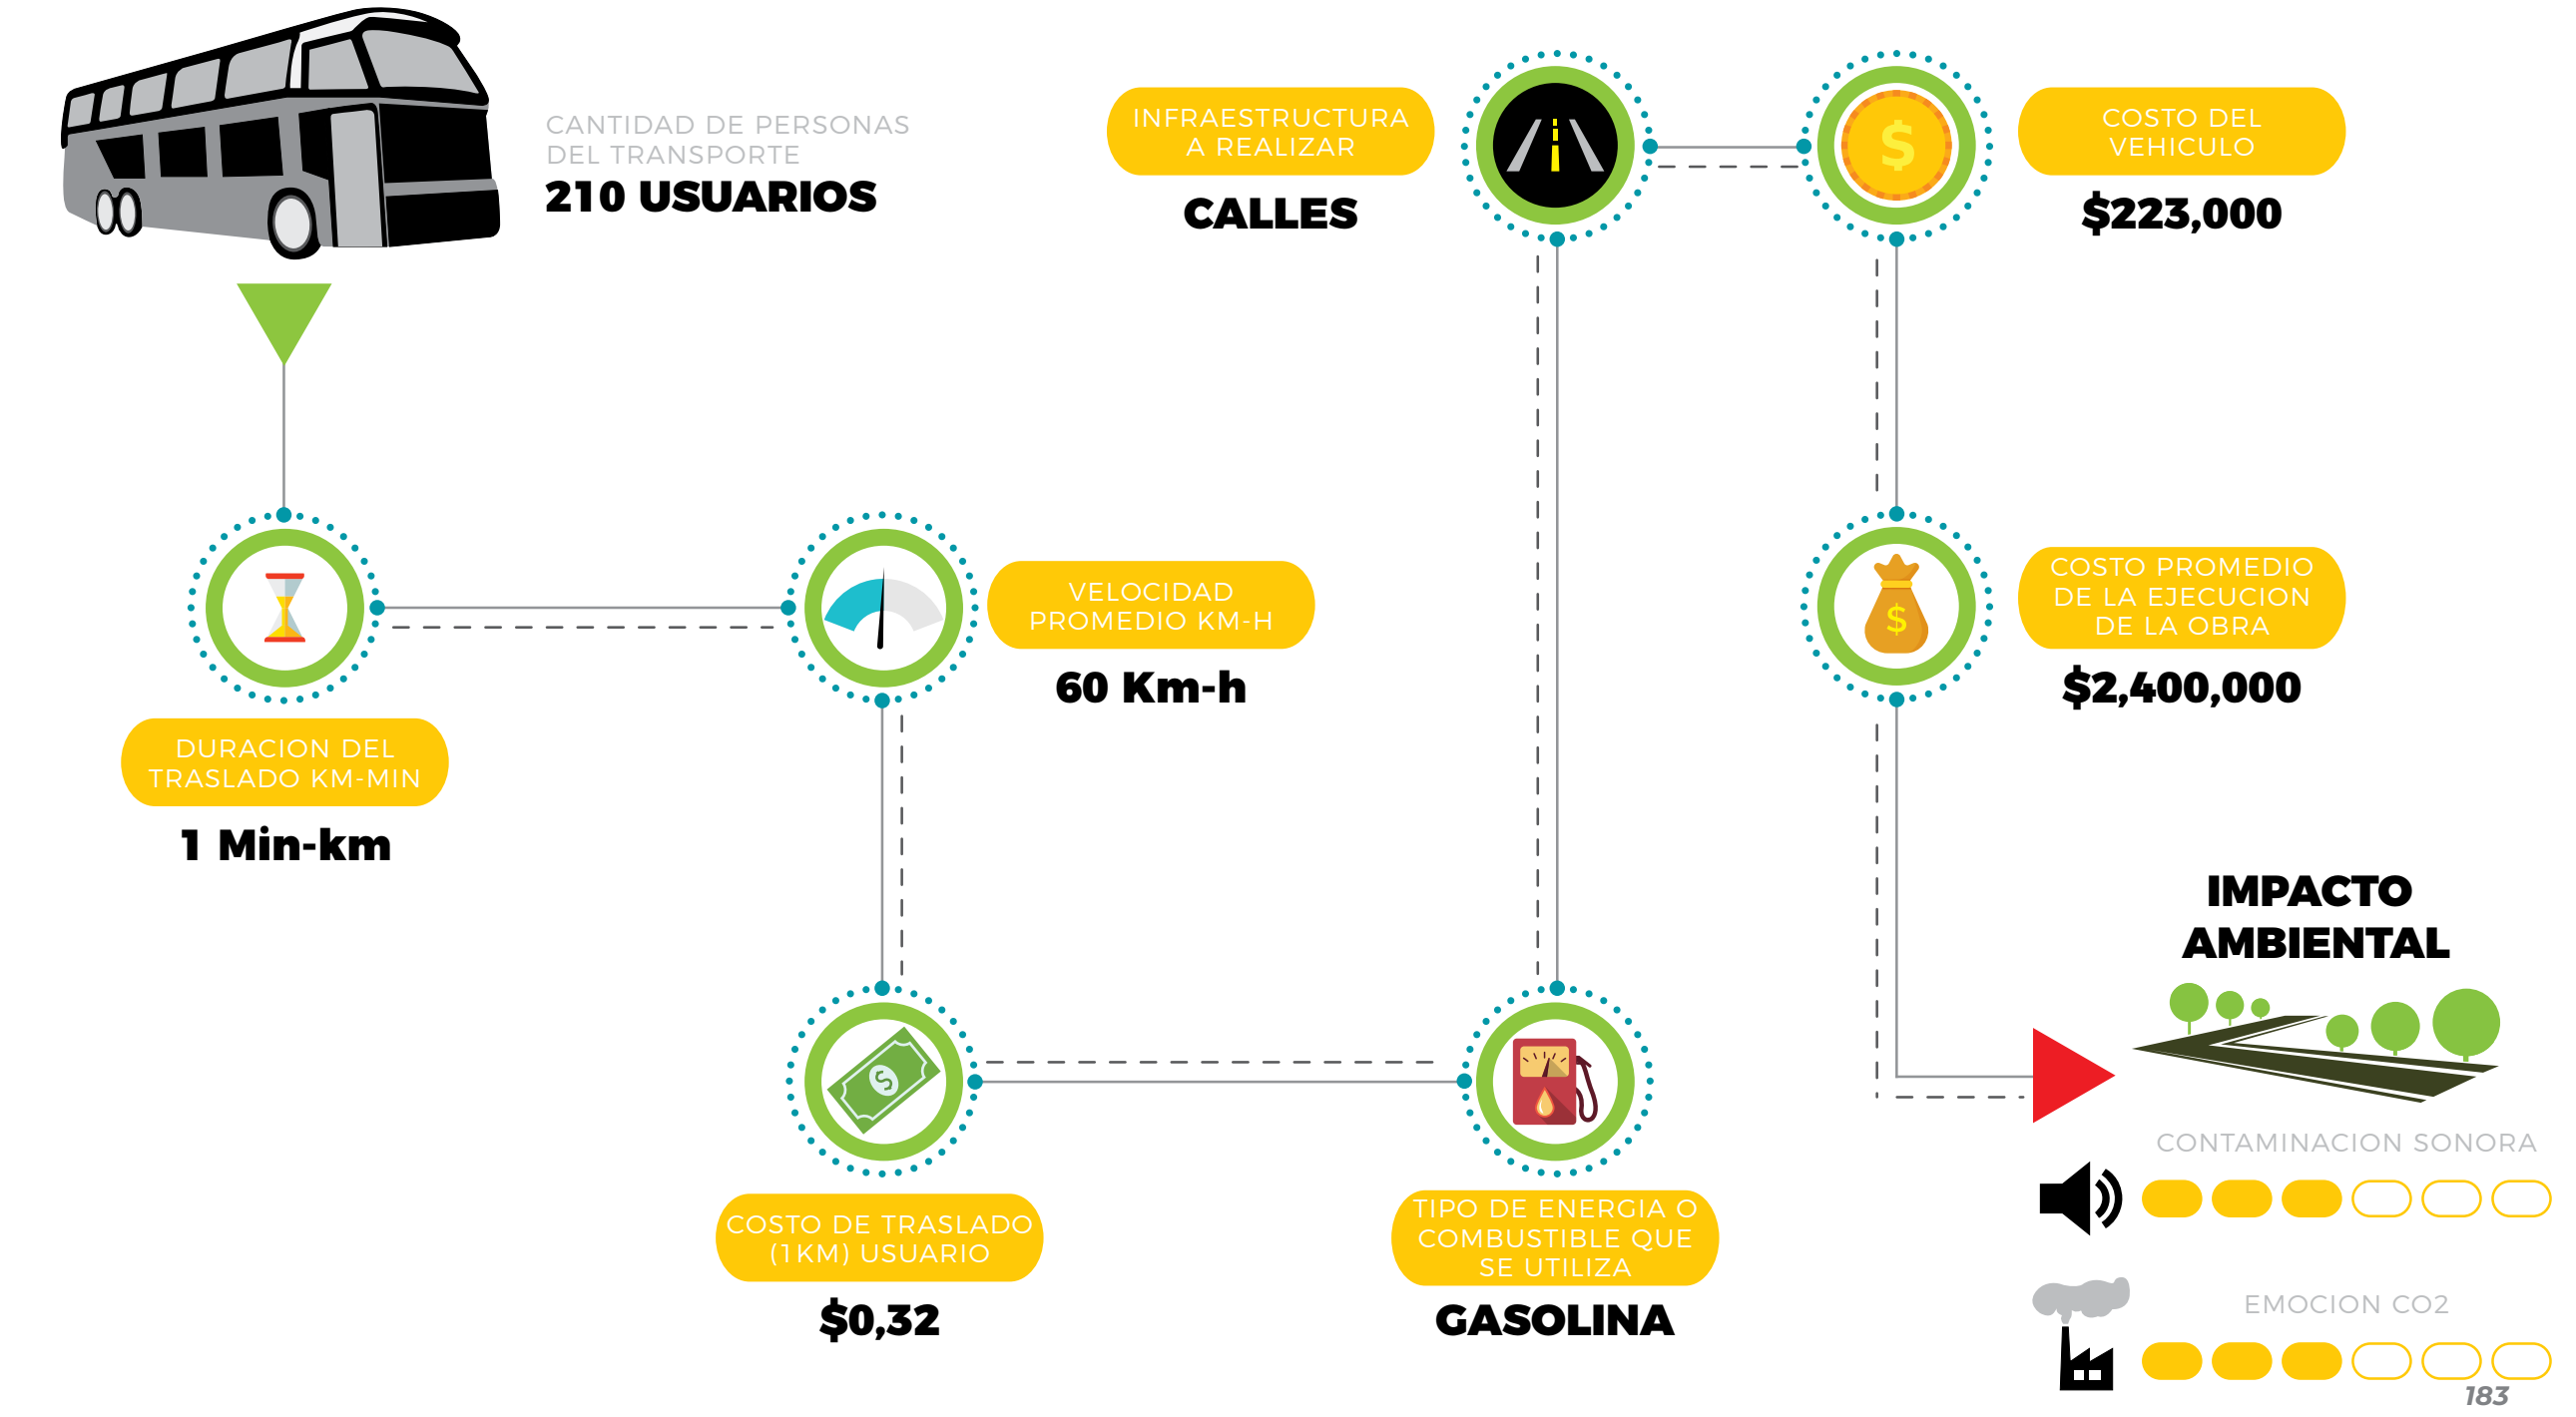 CANTIDAD DE PERSONAS
DEL TRANSPORTE
210 USUARIOS
DURACION DEL
TRASLADO KM-MIN
1 Min-km
VELOCIDAD
PROMEDIO KM-H
60 Km-h
COSTO DE TRASLADO
(1KM) USUARIO
$0,32
TIPO DE ENERGIA O
COMBUSTIBLE QUE
SE UTILIZA
GASOLINA
INFRAESTRUCTURA
A REALIZAR
CALLES
$
COSTO DEL
VEHICULO
$223,000
$
COSTO PROMEDIO
DE LA EJECUCION
DE LA OBRA
$2,400,000
IMPACTO
AMBIENTAL
CONTAMINACION SONORA
EMOCION CO2
183